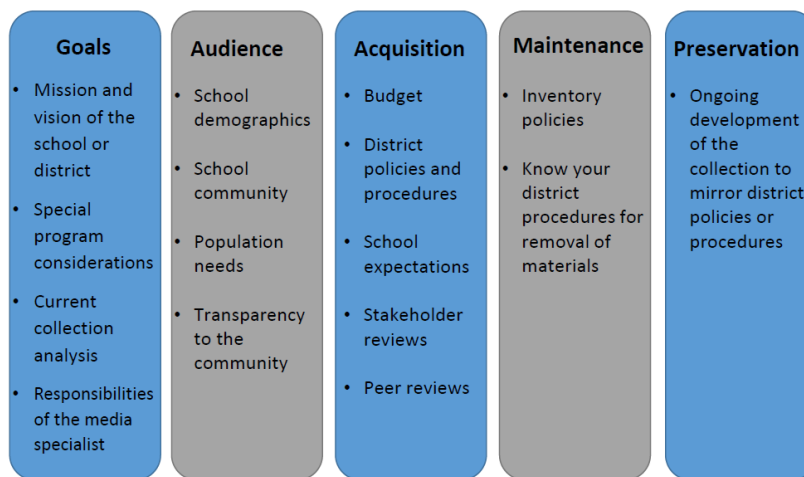 Goals
• Mission and
vision of the
school or
district
• Special
program
considerations
• Current
collection
analysis
• Responsibilities
of the media
specialist
Audience
• School
demographics
• School
community
• Population
needs
• Transparency
to the
community
Acquisition
• Budget
• District
policies and
procedures
• School
expectations
• Stakeholder
reviews
• Peer reviews
Maintenance
• Inventory
policies
• Know your
district
procedures for
removal of
materials
Preservation
• Ongoing
development
of the
collection to
mirror district
policies or
procedures